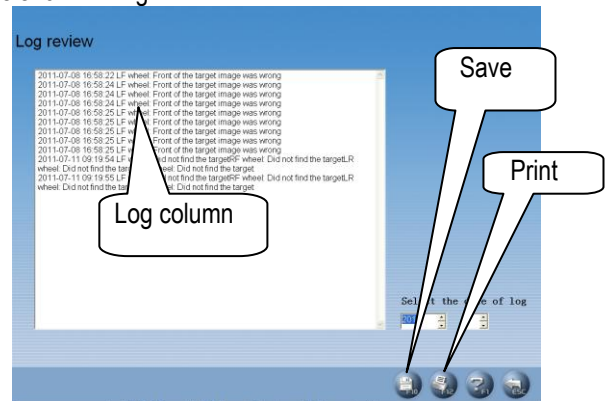 Log review
2011-07-08 16:58:22 LF wheel: Front of the target image was wrong
2011-07-08 16:58:24 LF wheel: Front of the target image was wrong
2011-07-08 16:58:24 LF wheel: Front of the target image was wrong
2011-07-08 16:58:24 LF wheel: Front of the target image was wrong
2011-07-08 16:58:25 LF wheel: Front of the target image was wrong
2011-07-08 16:58:25 LF wheel: Front of the target image was wrong
2011-07-08 16:58:25 LF wheel: Front of the target image was wrong
2011-07-08 16:58:25 LF wheel: Front of the target image was wrong
2011-07-08 16:58:25 LF wheel: Front of the target image was wrong
2011-07-11 09:19:54 LF not find the targetRF wheel: Did not find the targetLR
wheel: Did not find the target
2011-07-11 09:19:55 LF not find the targetRF wheel: Did not find the targetLR
wheel: Did not find the target
Save
Print
Log column
Select the of log
201
F10
F12
F1
ESC